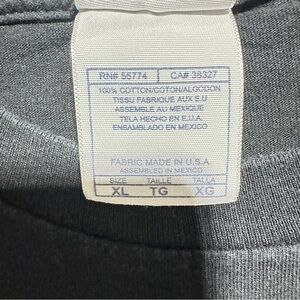 RN# 55774 CA# 38327
100% COTTON/COTON/ALGODON
TISSU FABRIQUE AUX E.U
ASSEMBLE AU MEXIQUE
TELA HECHO EN E.U.A.
ENSAMBLADO EN MEXICO
FABRIC MADE IN U.S.A.
ASSEMBLED IN MEXICO
SIZE TAILLE TALLA
XL TG XG